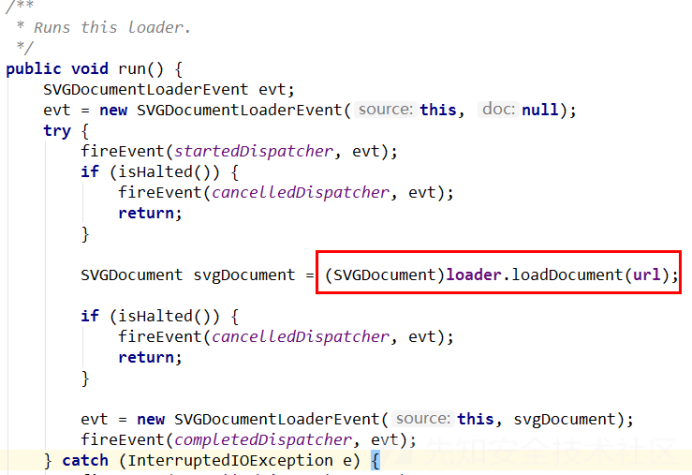 /**
 * Runs this loader.
 */
public void run() {
    SVGDocumentLoaderEvent evt;
    evt = new SVGDocumentLoaderEvent( source: this, doc: null);
    try {
        fireEvent(startedDispatcher, evt);
        if (isHalted()) {
            fireEvent(cancelledDispatcher, evt);
            return;
        }
        SVGDocument svgDocument = (SVGDocument)loader.loadDocument(url);
        if (isHalted()) {
            fireEvent(cancelledDispatcher, evt);
            return;
        }
        evt = new SVGDocumentLoaderEvent( source: this, svgDocument);
        fireEvent(completedDispatcher, evt);
    } catch (InterruptedIOException e) {
先知安全技术社区